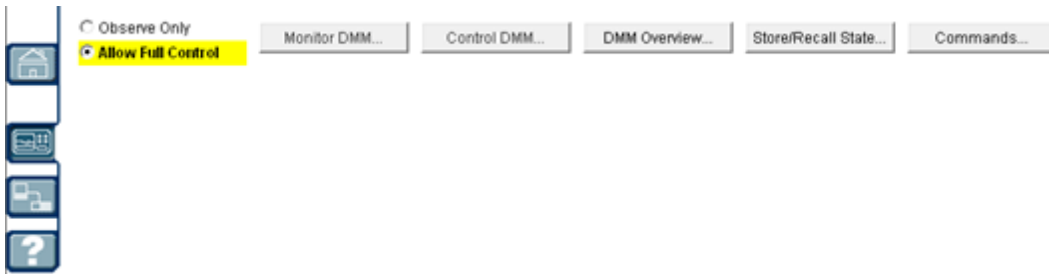 Observe Only
Allow Full Control
Monitor DMM...
Control DMM...
DMM Overview...
Store/Recall State...
Commands...
?